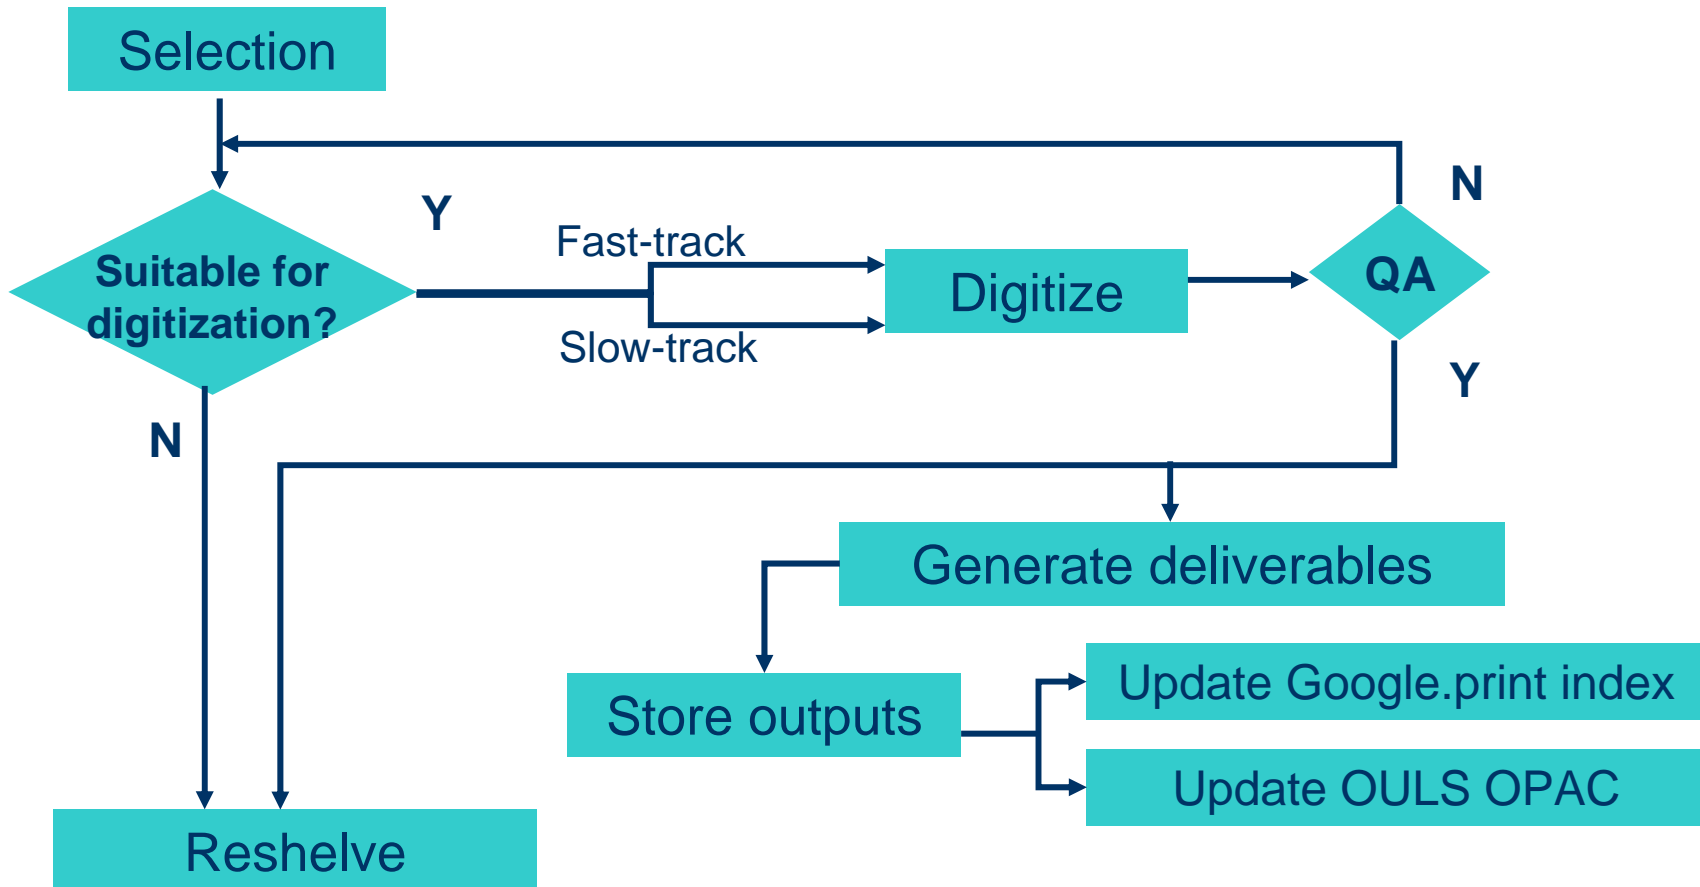 Selection
N
Y
Fast-track
Suitable for
digitization?
Digitize
QA
Slow-track
Y
N
Generate deliverables
Update Google.print index
Store outputs
Update OULS OPAC
Reshelve